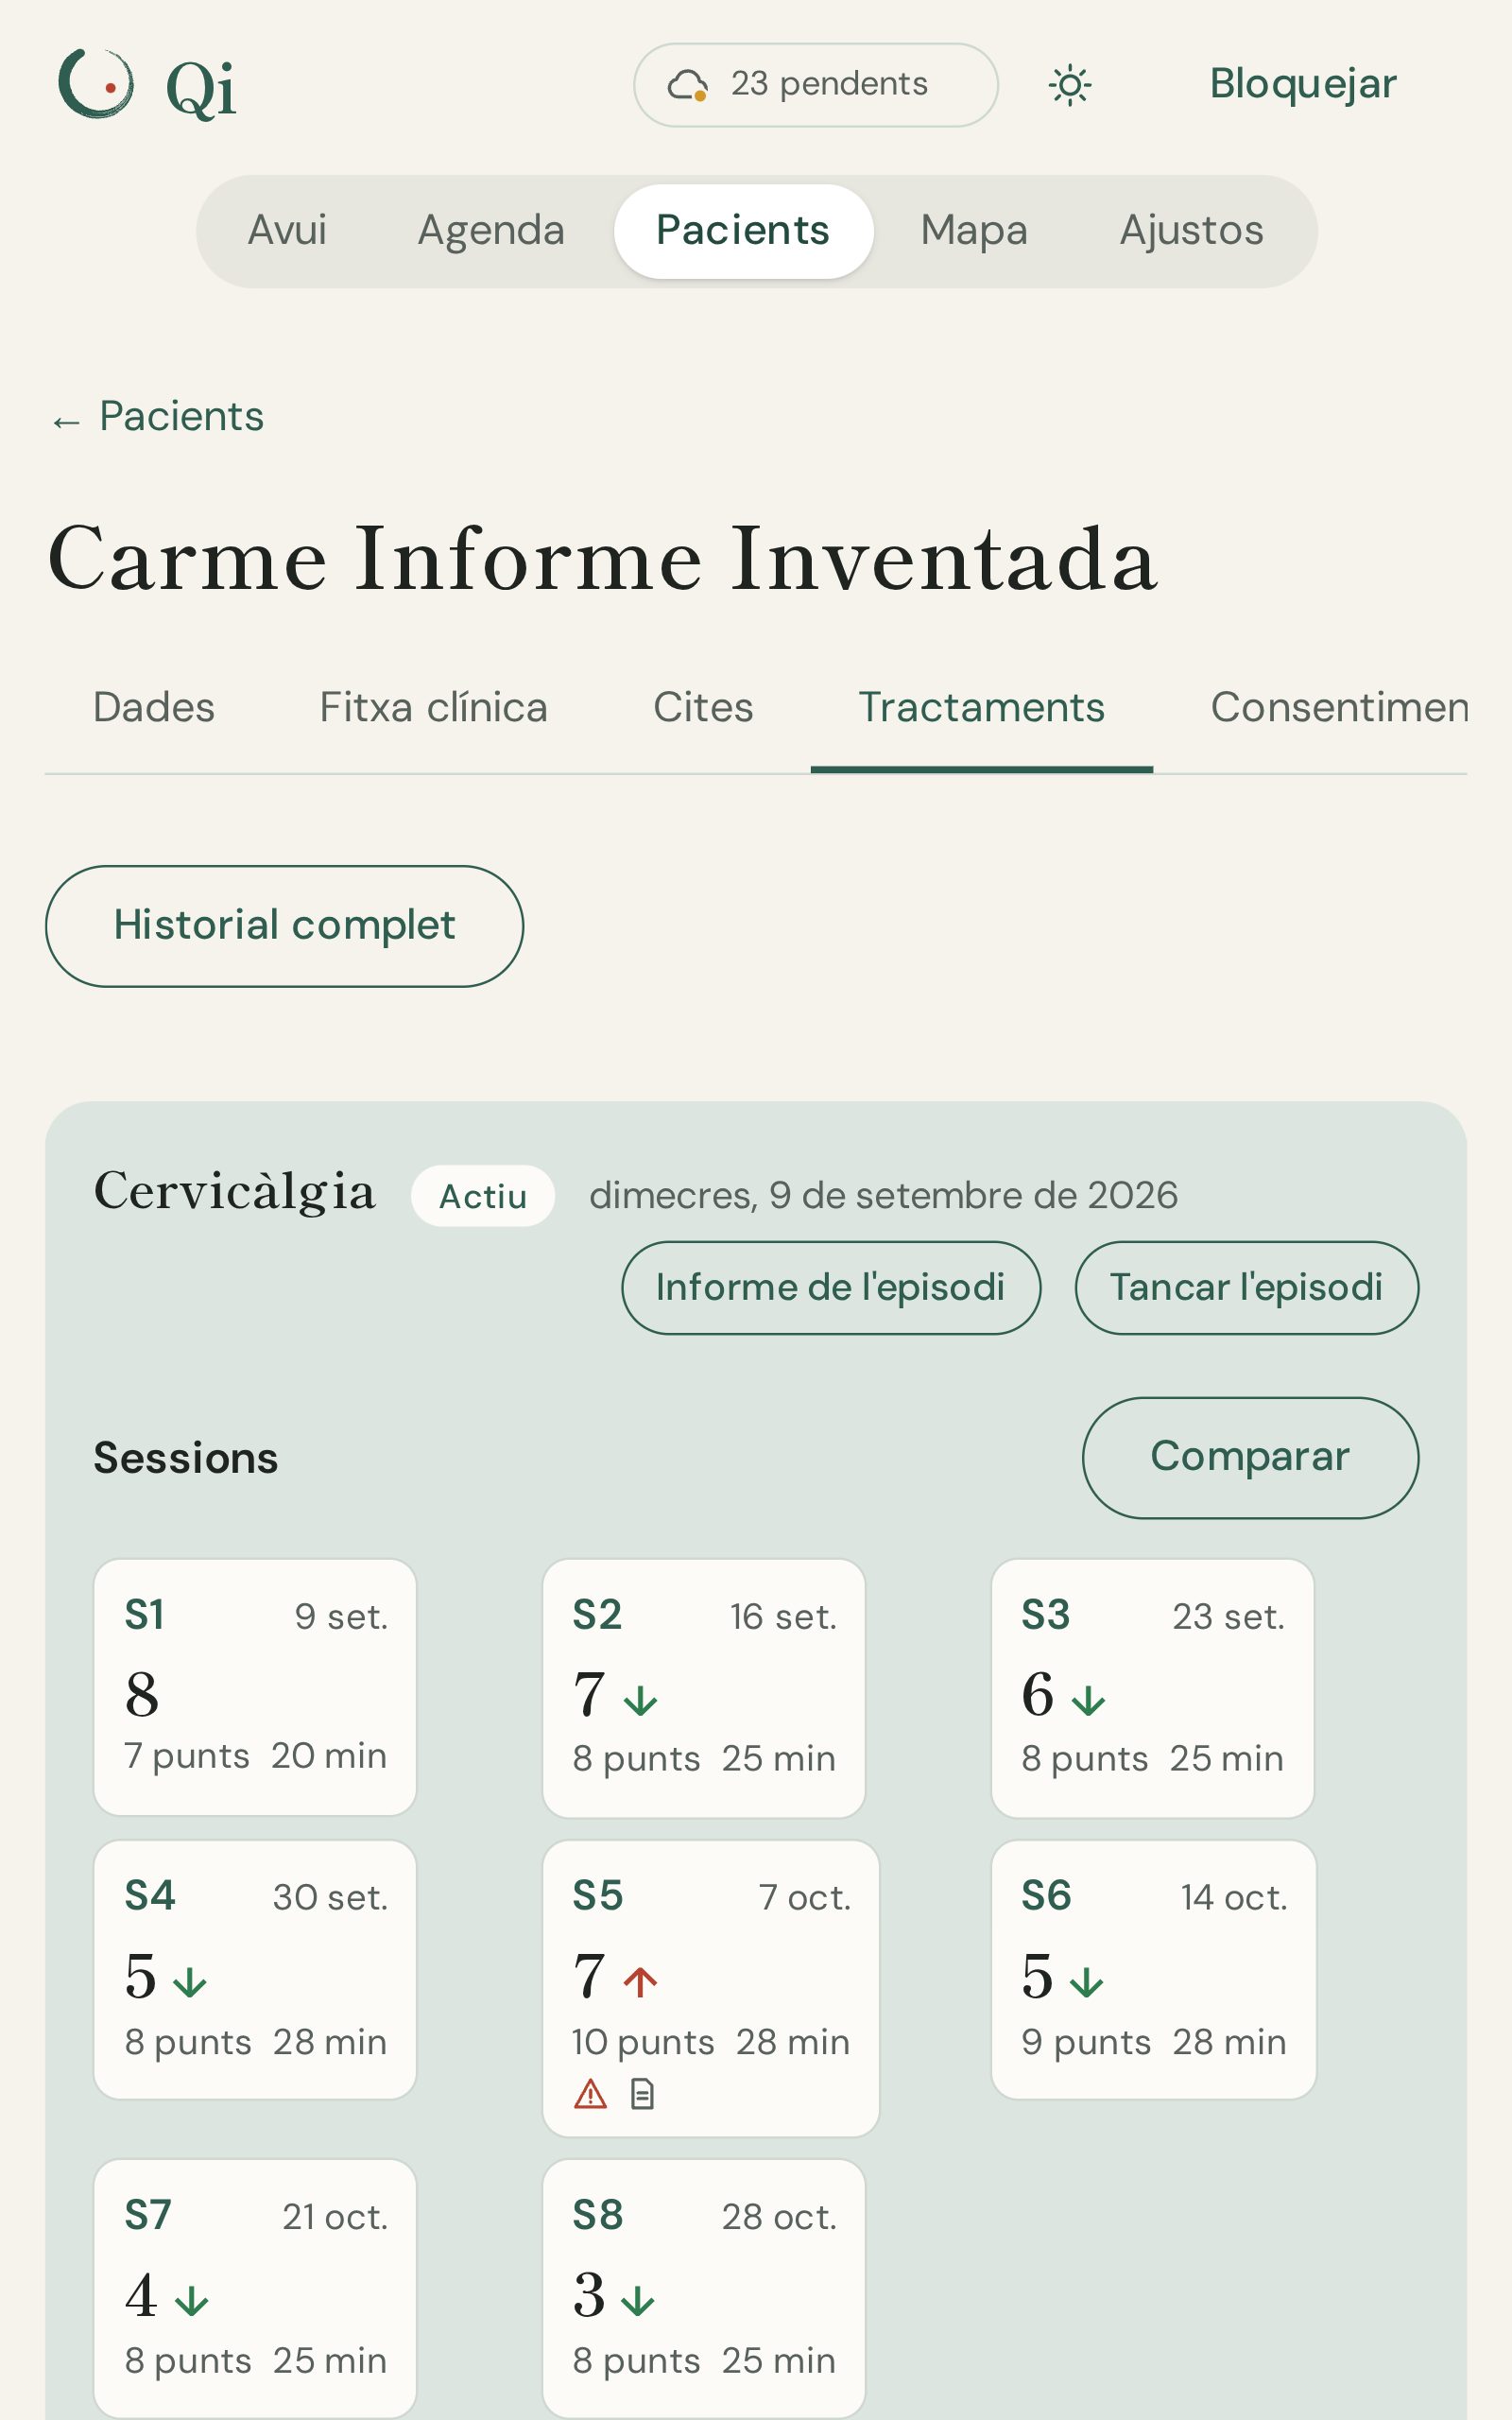 Qi
23 pendents
Bloquejar
Avui Agenda Pacients Mapa Ajustos
← Pacients
Carme Informe Inventada
Dades Fitxa clínica Cites Tractaments Consentimen
Historial complet
Cervicàlgia Actiu dimecres, 9 de setembre de 2026
Informe de l'episodi Tancar l'episodi
Sessions Comparar
S1 9 set.
8
7 punts 20 min
S2 16 set.
7 ↓
8 punts 25 min
S3 23 set.
6 ↓
8 punts 25 min
S4 30 set.
5 ↓
8 punts 28 min
S5 7 oct.
7 ↑
10 punts 28 min
S6 14 oct.
5 ↓
9 punts 28 min
S7 21 oct.
4 ↓
8 punts 25 min
S8 28 oct.
3 ↓
8 punts 25 min